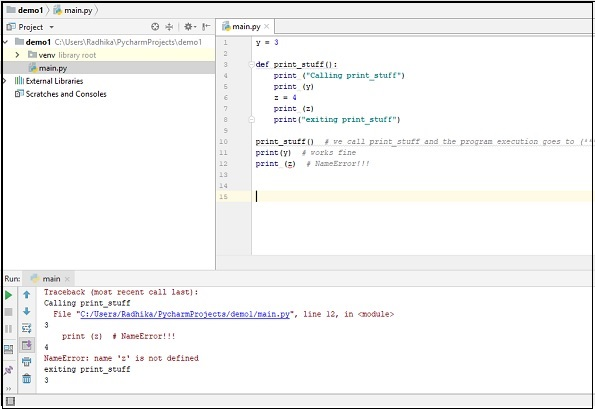 demo1 main.py
Project
main.py
demo1 C:\Users\Radhika\PycharmProjects\demo1
venv library root
main.py
External Libraries
Scratches and Consoles
1 y = 3
2
3 def print_stuff():
4 print ("Calling print_stuff")
5 print (y)
6 z = 4
7 print (z)
8 print("exiting print_stuff")
9
10 print_stuff() # we call print_stuff and the program execution goes to (**
11 print(y) # works fine
12 print (z) # NameError!!!
13
14
15
Run: main
Traceback (most recent call last):
Calling print_stuff
File "C:/Users/Radhika/PycharmProjects/demo1/main.py", line 12, in <module>
3
print (z) # NameError!!!
4
NameError: name 'z' is not defined
exiting print_stuff
3